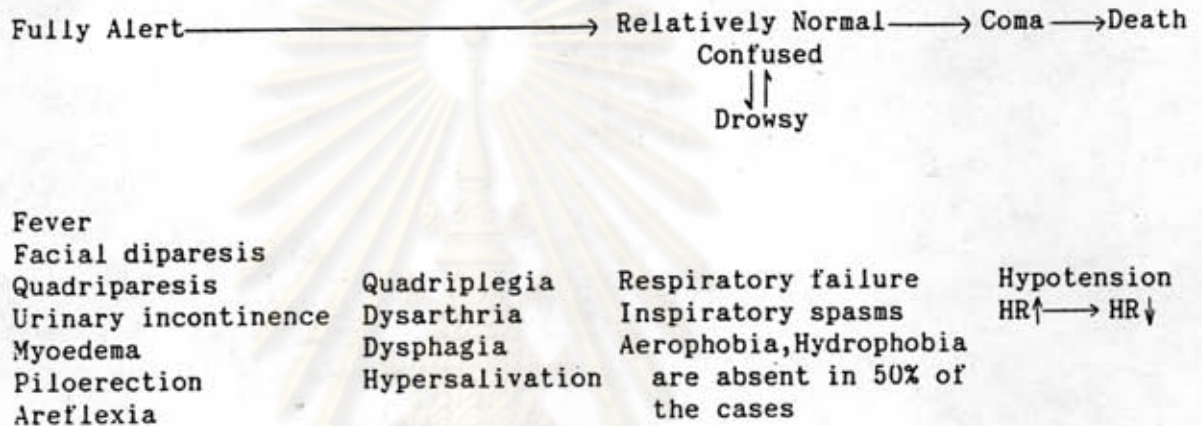 Fully Alert ⟶ Relatively Normal ⟶ Coma ⟶ Death
Confused
⇃↾
Drowsy
Fever
Facial diparesis
Quadriparesis
Urinary incontinence
Myoedema
Piloerection
Areflexia
Quadriplegia
Dysarthria
Dysphagia
Hypersalivation
Respiratory failure
Inspiratory spasms
Aerophobia,Hydrophobia
are absent in 50% of
the cases
Hypotension
HR↑ ⟶ HR↓